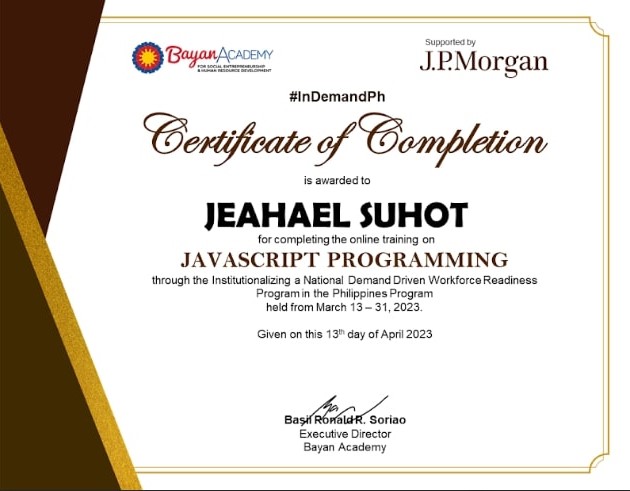 BayanAcademy
FOR SOCIAL ENTREPRENEURSHIP
& HUMAN RESOURCE DEVELOPMENT
Supported by
J.P.Morgan
#InDemandPh
Certificate of Completion
is awarded to
JEAHAEL SUHOT
for completing the online training on
JAVASCRIPT PROGRAMMING
through the Institutionalizing a National Demand Driven Workforce Readiness
Program in the Philippines Program
held from March 13 – 31, 2023.
Given on this 13th day of April 2023
Basil Ronald R. Soriao
Executive Director
Bayan Academy